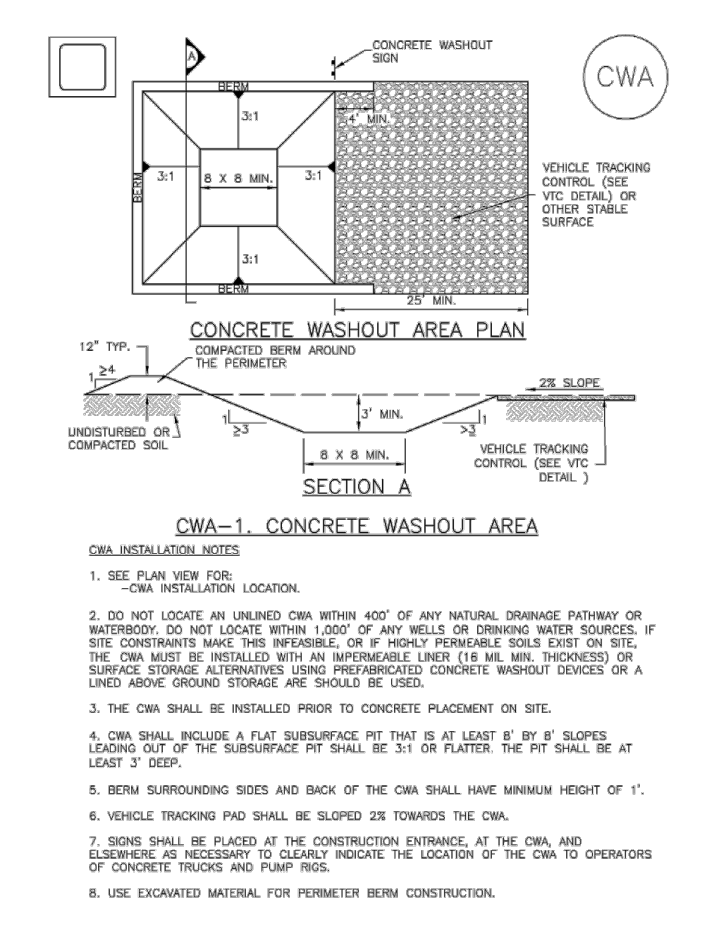 CONCRETE WASHOUT
SIGN
A
CWA
BERM
3:1
4' MIN.
3:1
8 X 8 MIN.
3:1
BERM
VEHICLE TRACKING
CONTROL (SEE
VTC DETAIL) OR
OTHER STABLE
SURFACE
3:1
BERM
25' MIN.
CONCRETE WASHOUT AREA PLAN
12" TYP.
COMPACTED BERM AROUND
THE PERIMETER
1
≥4
2% SLOPE
3' MIN.
1
≥3
1
>3
UNDISTURBED OR
COMPACTED SOIL
8 X 8 MIN.
VEHICLE TRACKING
CONTROL (SEE VTC
DETAIL )
SECTION A
CWA-1. CONCRETE WASHOUT AREA
CWA INSTALLATION NOTES
1. SEE PLAN VIEW FOR:
-CWA INSTALLATION LOCATION.
2. DO NOT LOCATE AN UNLINED CWA WITHIN 400' OF ANY NATURAL DRAINAGE PATHWAY OR
WATERBODY. DO NOT LOCATE WITHIN 1,000' OF ANY WELLS OR DRINKING WATER SOURCES. IF
SITE CONSTRAINTS MAKE THIS INFEASIBLE, OR IF HIGHLY PERMEABLE SOILS EXIST ON SITE,
THE CWA MUST BE INSTALLED WITH AN IMPERMEABLE LINER (16 MIL MIN. THICKNESS) OR
SURFACE STORAGE ALTERNATIVES USING PREFABRICATED CONCRETE WASHOUT DEVICES OR A
LINED ABOVE GROUND STORAGE ARE SHOULD BE USED.
3. THE CWA SHALL BE INSTALLED PRIOR TO CONCRETE PLACEMENT ON SITE.
4. CWA SHALL INCLUDE A FLAT SUBSURFACE PIT THAT IS AT LEAST 8' BY 8' SLOPES
LEADING OUT OF THE SUBSURFACE PIT SHALL BE 3:1 OR FLATTER. THE PIT SHALL BE AT
LEAST 3' DEEP.
5. BERM SURROUNDING SIDES AND BACK OF THE CWA SHALL HAVE MINIMUM HEIGHT OF 1'.
6. VEHICLE TRACKING PAD SHALL BE SLOPED 2% TOWARDS THE CWA.
7. SIGNS SHALL BE PLACED AT THE CONSTRUCTION ENTRANCE, AT THE CWA, AND
ELSEWHERE AS NECESSARY TO CLEARLY INDICATE THE LOCATION OF THE CWA TO OPERATORS
OF CONCRETE TRUCKS AND PUMP RIGS.
8. USE EXCAVATED MATERIAL FOR PERIMETER BERM CONSTRUCTION.